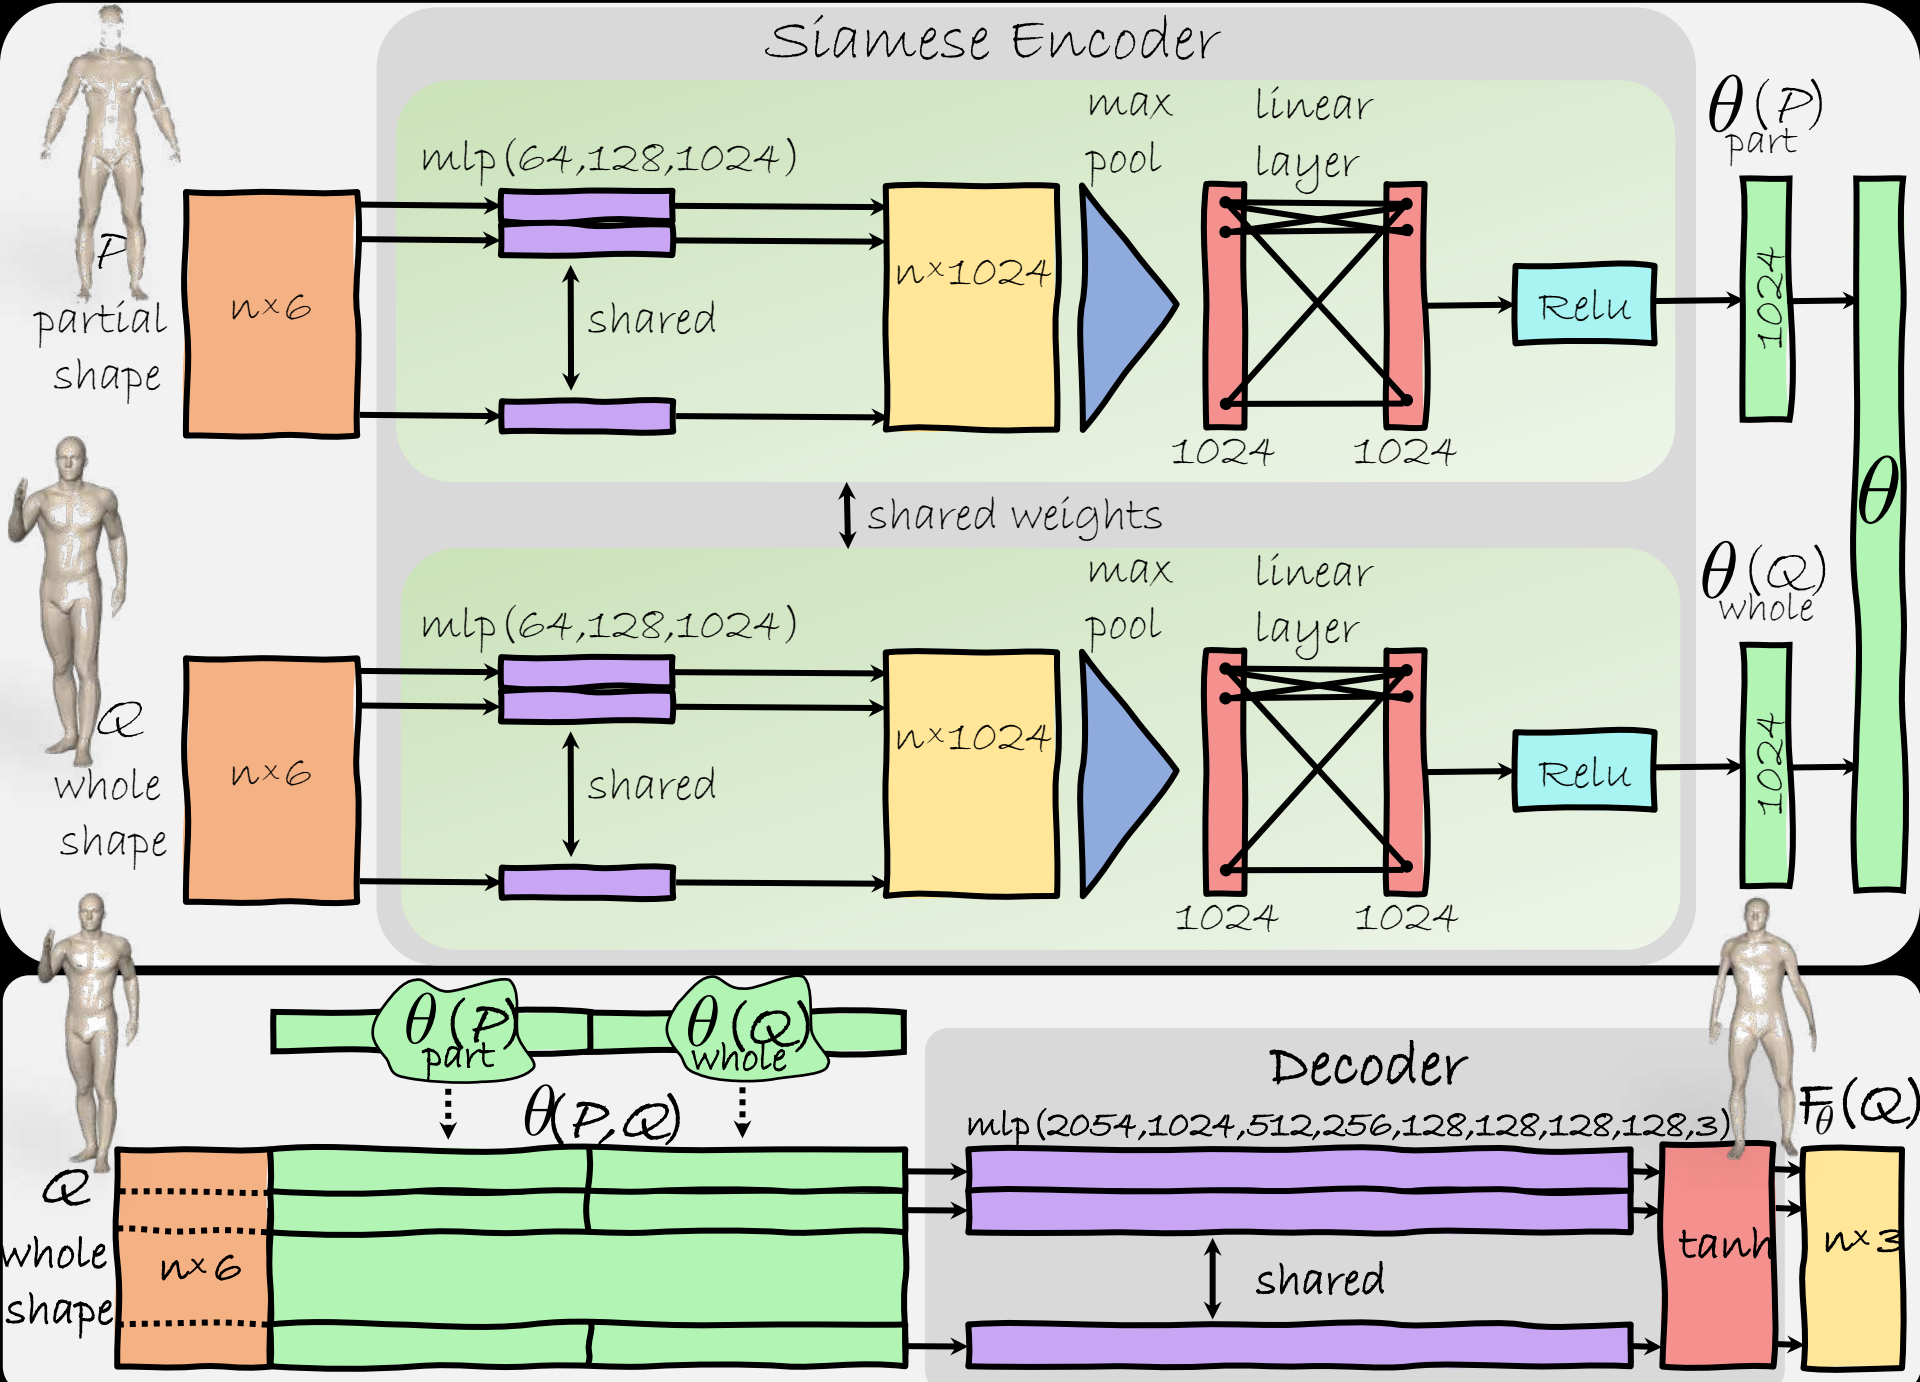 Siamese Encoder
θ(P)
part
mlp(64,128,1024)
max
pool
linear
layer
P
partial
shape
n×6
shared
n×1024
1024
1024
Relu
1024
θ
shared weights
θ(Q)
whole
mlp(64,128,1024)
max
pool
linear
layer
Q
whole
shape
n×6
shared
n×1024
1024
1024
Relu
1024
θ(P)
part
θ(Q)
whole
θ(P,Q)
Q
whole
shape
n×6
Decoder
mlp(2054,1024,512,256,128,128,128,128,3)
shared
tanh
Fθ(Q)
n×3